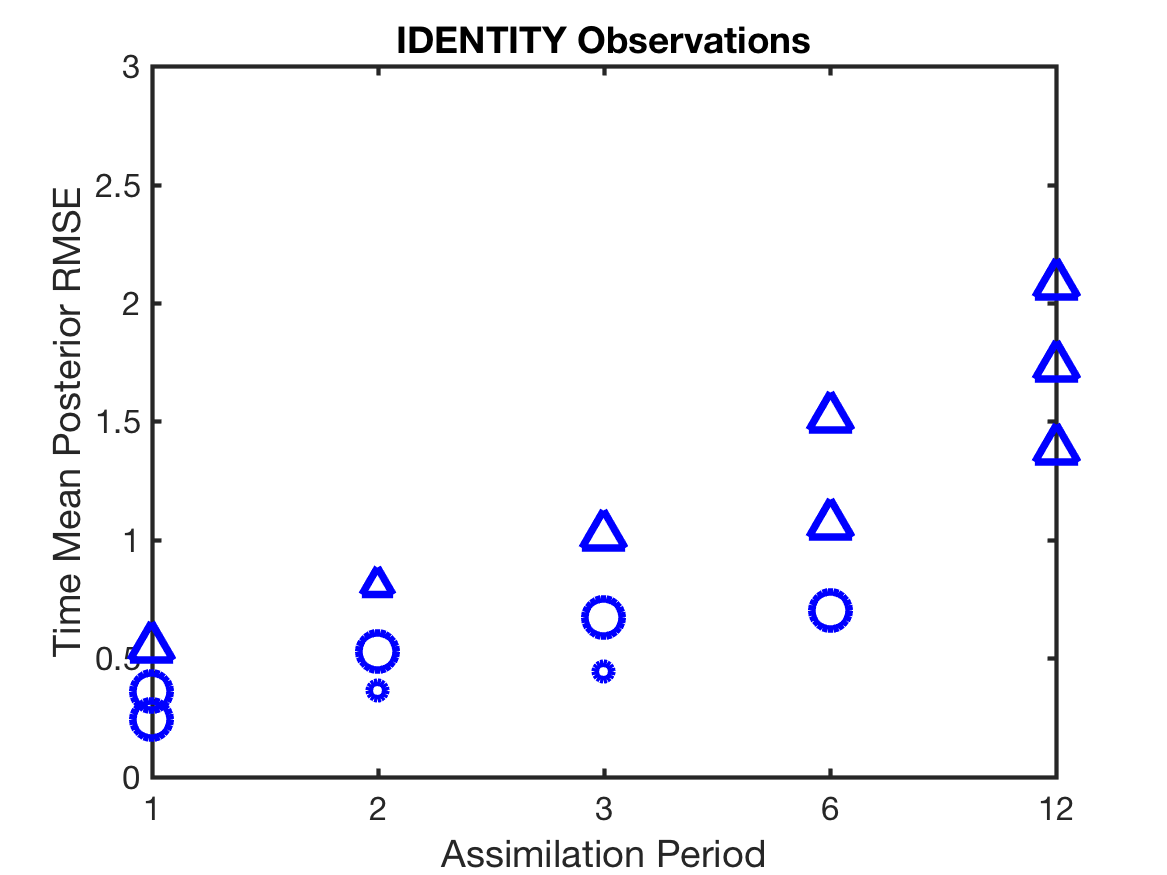 IDENTITY Observations
3
2.5
2
1.5
1
0.5
0
Time Mean Posterior RMSE
1 2 3 6 12
Assimilation Period